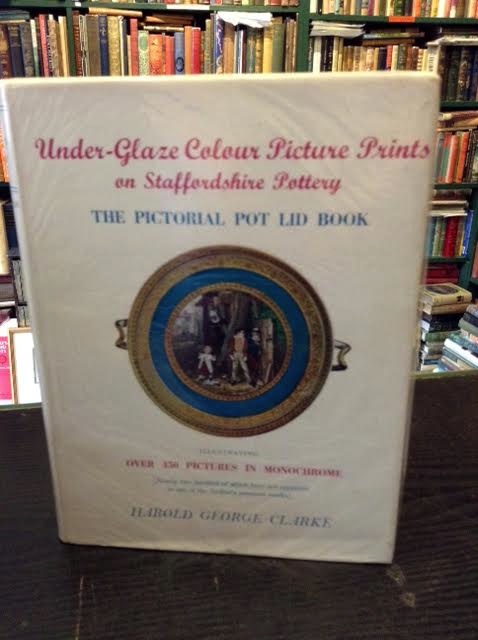 Under-Glaze Colour Picture Prints
on Staffordshire Pottery
THE PICTORIAL POT LID BOOK
ILLUSTRATING
OVER 350 PICTURES IN MONOCHROME
HAROLD GEORGE CLARKE